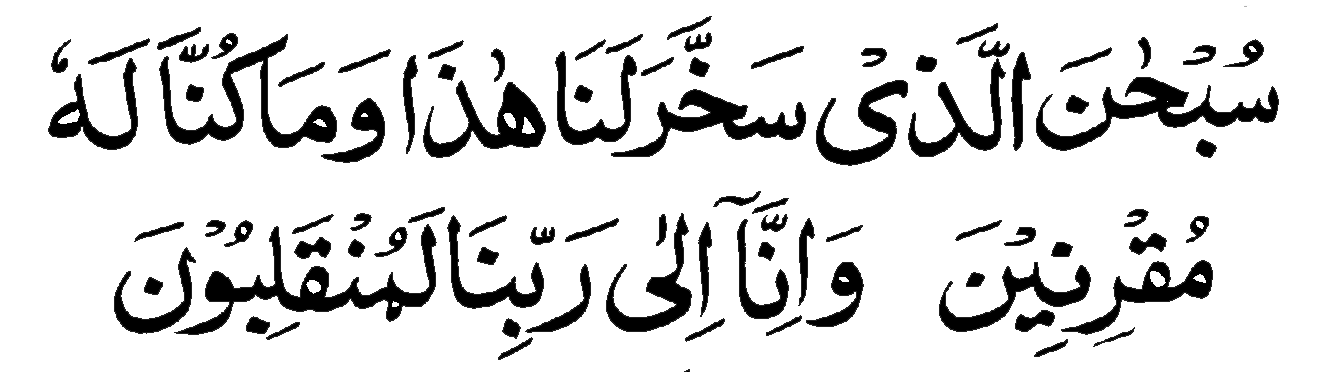 سُبْحٰنَ الَّذِیْ سَخَّرَ لَنَا هٰذَا وَمَا كُنَّا لَهٗ
مُقْرِنِیْنَ وَاِنَّاۤ اِلٰی رَبِّنَا لَمُنْقَلِبُوْنَ